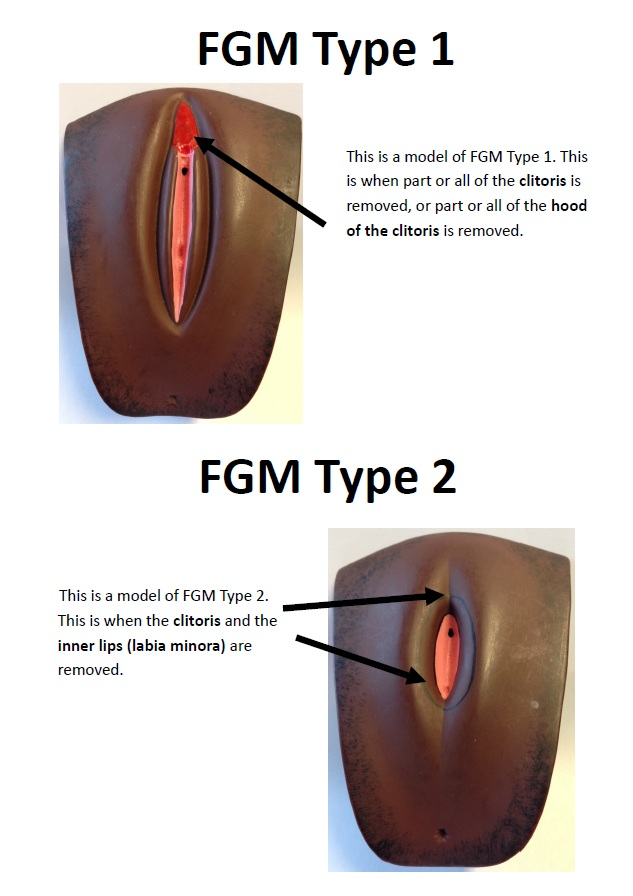 FGM Type 1
This is a model of FGM Type 1. This
is when part or all of the clitoris is
removed, or part or all of the hood
of the clitoris is removed.
FGM Type 2
This is a model of FGM Type 2.
This is when the clitoris and the
inner lips (labia minora) are
removed.